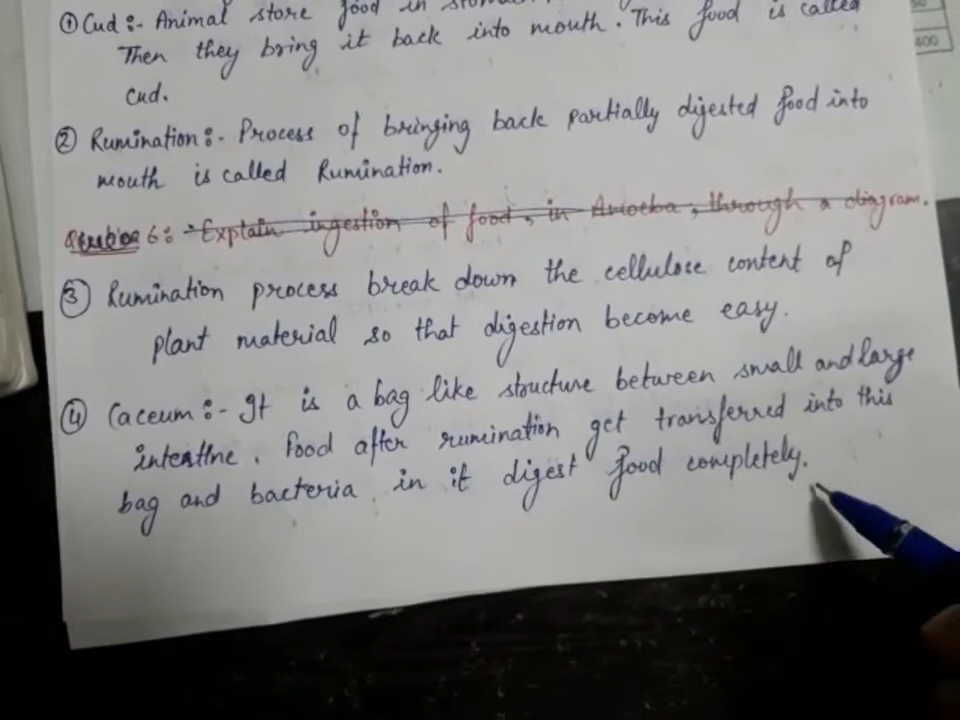 ① Cud :- Animal store food in
Then they bring it back into mouth. This food is called
cud.
② Rumination :- Process of bringing back partially digested food into
mouth is called Rumination.
6: - Explain ingestion of food, in Amoeba, through a diagram.
③ Rumination process break down the cellulose content of
plant material so that digestion become easy.
④ Caceum :- It is a bag like structure between small and large
intestine. Food after rumination get transferred into this
bag and bacteria in it digest food completely.
400